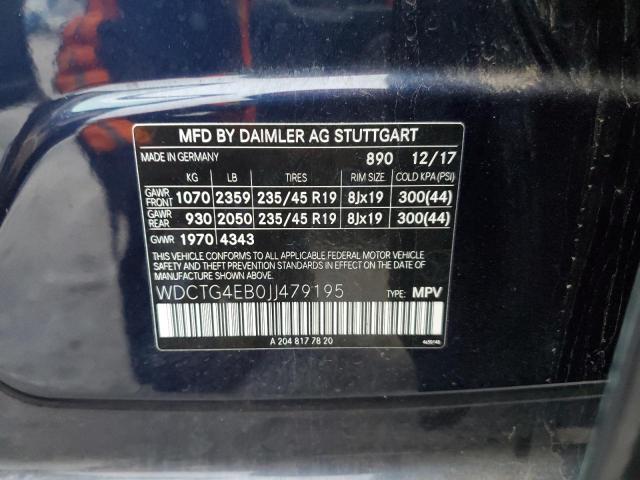 MFD BY DAIMLER AG STUTTGART
MADE IN GERMANY 890 12/17
KG LB TIRES RIM SIZE COLD KPA(PSI)
GAWR FRONT 1070 2359 235/45 R19 8Jx19 300(44)
GAWR REAR 930 2050 235/45 R19 8Jx19 300(44)
GVWR 1970 4343
THIS VEHICLE CONFORMS TO ALL APPLICABLE FEDERAL MOTOR VEHICLE
SAFETY, BUMPER, AND THEFT PREVENTION STANDARDS IN EFFECT ON
THE DATE OF MANUFACTURE SHOWN ABOVE.
WDCTG4EB0JJ479195 TYPE: MPV
A 204 817 78 20